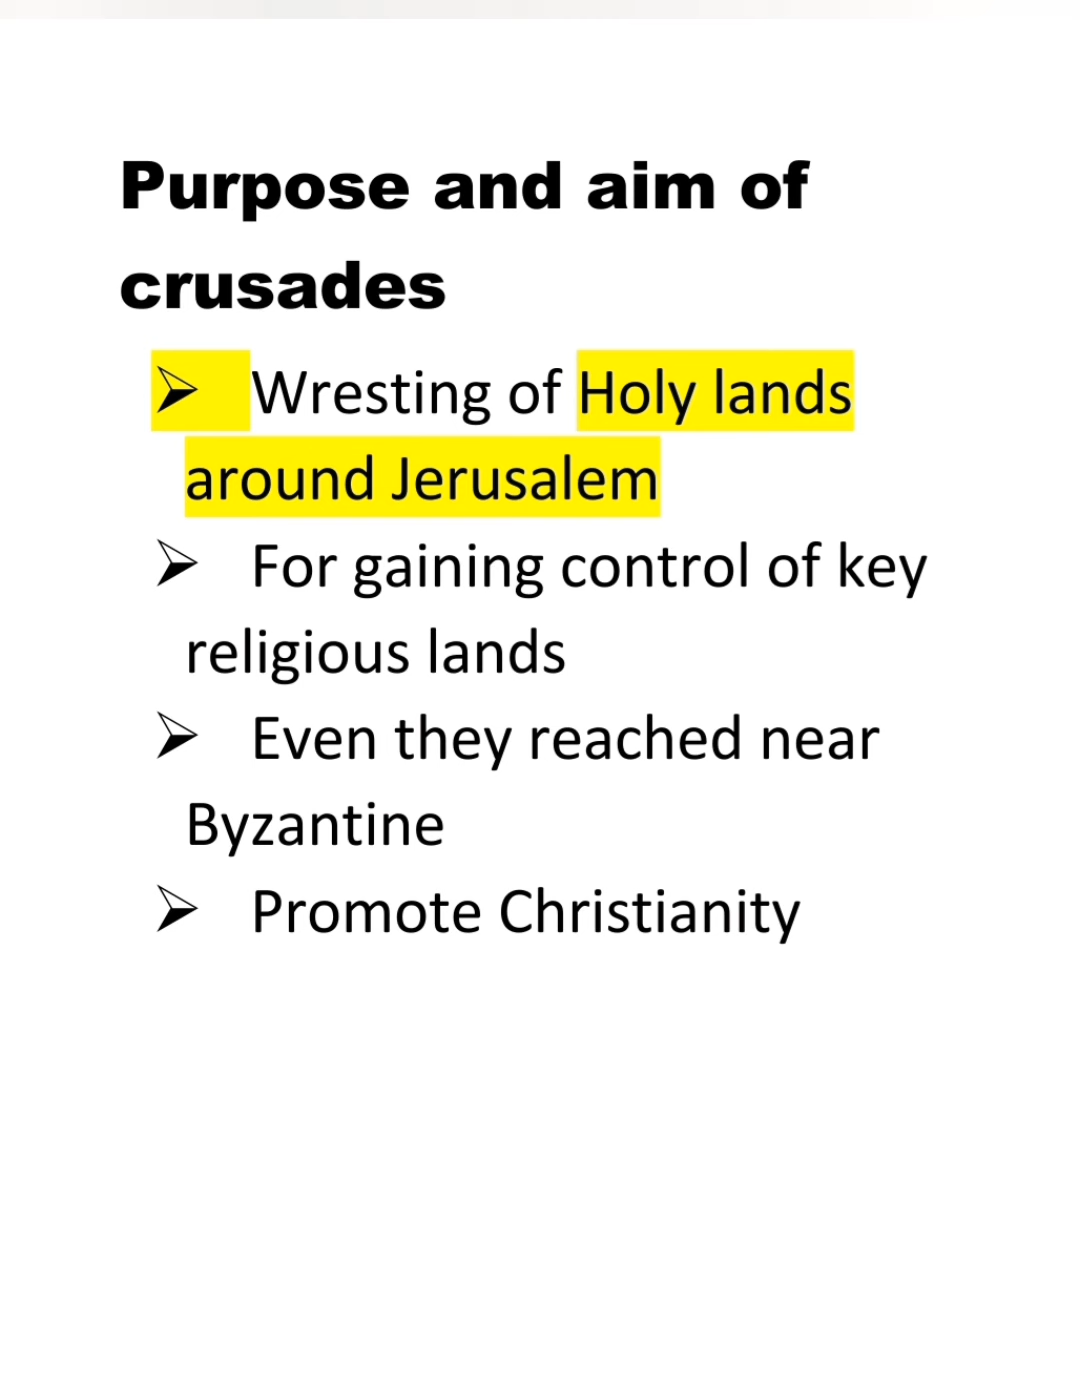 Purpose and aim of
crusades
➢ Wresting of Holy lands
around Jerusalem
➢ For gaining control of key
religious lands
➢ Even they reached near
Byzantine
➢ Promote Christianity